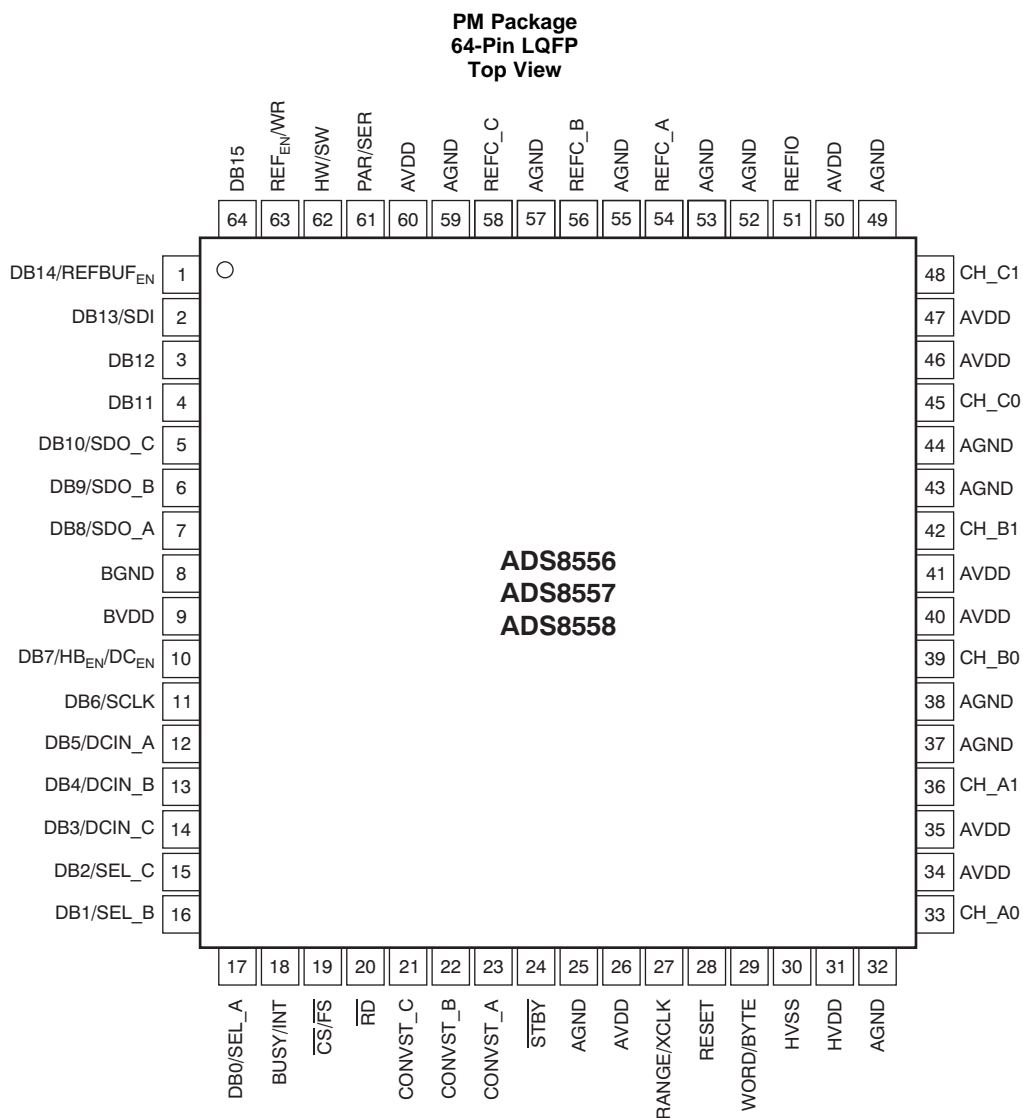 PM Package
64-Pin LQFP
Top View
DB15
REFEN/WR
HW/SW
PAR/SER
AVDD
AGND
REFC_C
AGND
REFC_B
AGND
REFC_A
AGND
AGND
REFIO
AVDD
AGND
64 63 62 61 60 59 58 57 56 55 54 53 52 51 50 49
DB14/REFBUFEN 1
DB13/SDI 2
DB12 3
DB11 4
DB10/SDO_C 5
DB9/SDO_B 6
DB8/SDO_A 7
BGND 8
BVDD 9
DB7/HBEN/DCEN 10
DB6/SCLK 11
DB5/DCIN_A 12
DB4/DCIN_B 13
DB3/DCIN_C 14
DB2/SEL_C 15
DB1/SEL_B 16
ADS8556
ADS8557
ADS8558
48 CH_C1
47 AVDD
46 AVDD
45 CH_C0
44 AGND
43 AGND
42 CH_B1
41 AVDD
40 AVDD
39 CH_B0
38 AGND
37 AGND
36 CH_A1
35 AVDD
34 AVDD
33 CH_A0
17 18 19 20 21 22 23 24 25 26 27 28 29 30 31 32
DB0/SEL_A
BUSY/INT
CS/FS
RD
CONVST_C
CONVST_B
CONVST_A
STBY
AGND
AVDD
RANGE/XCLK
RESET
WORD/BYTE
HVSS
HVDD
AGND